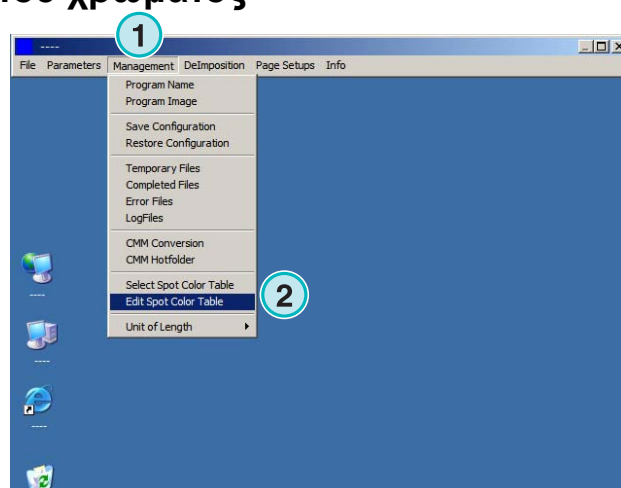 χρώματος
1
----
File Parameters Management DeImposition Page Setups Info
Program Name
Program Image
Save Configuration
Restore Configuration
Temporary Files
Completed Files
Error Files
LogFiles
CMM Conversion
CMM Hotfolder
Select Spot Color Table
Edit Spot Color Table
2
Unit of Length
----
----
----